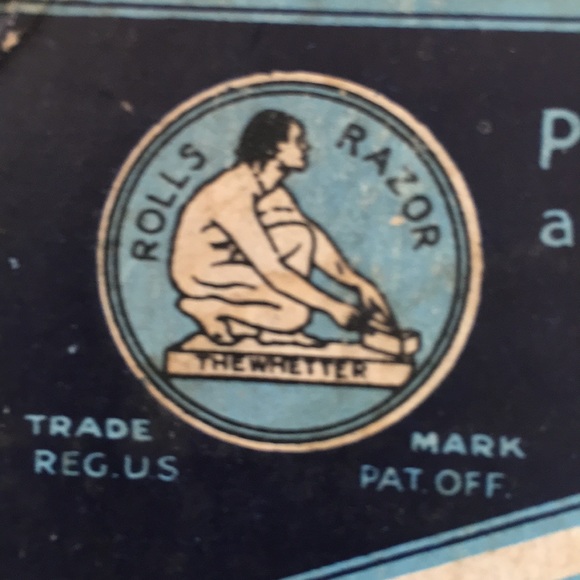 ROLLS RAZOR
THE WHETTER
TRADE MARK
REG. U.S PAT. OFF.
P
a